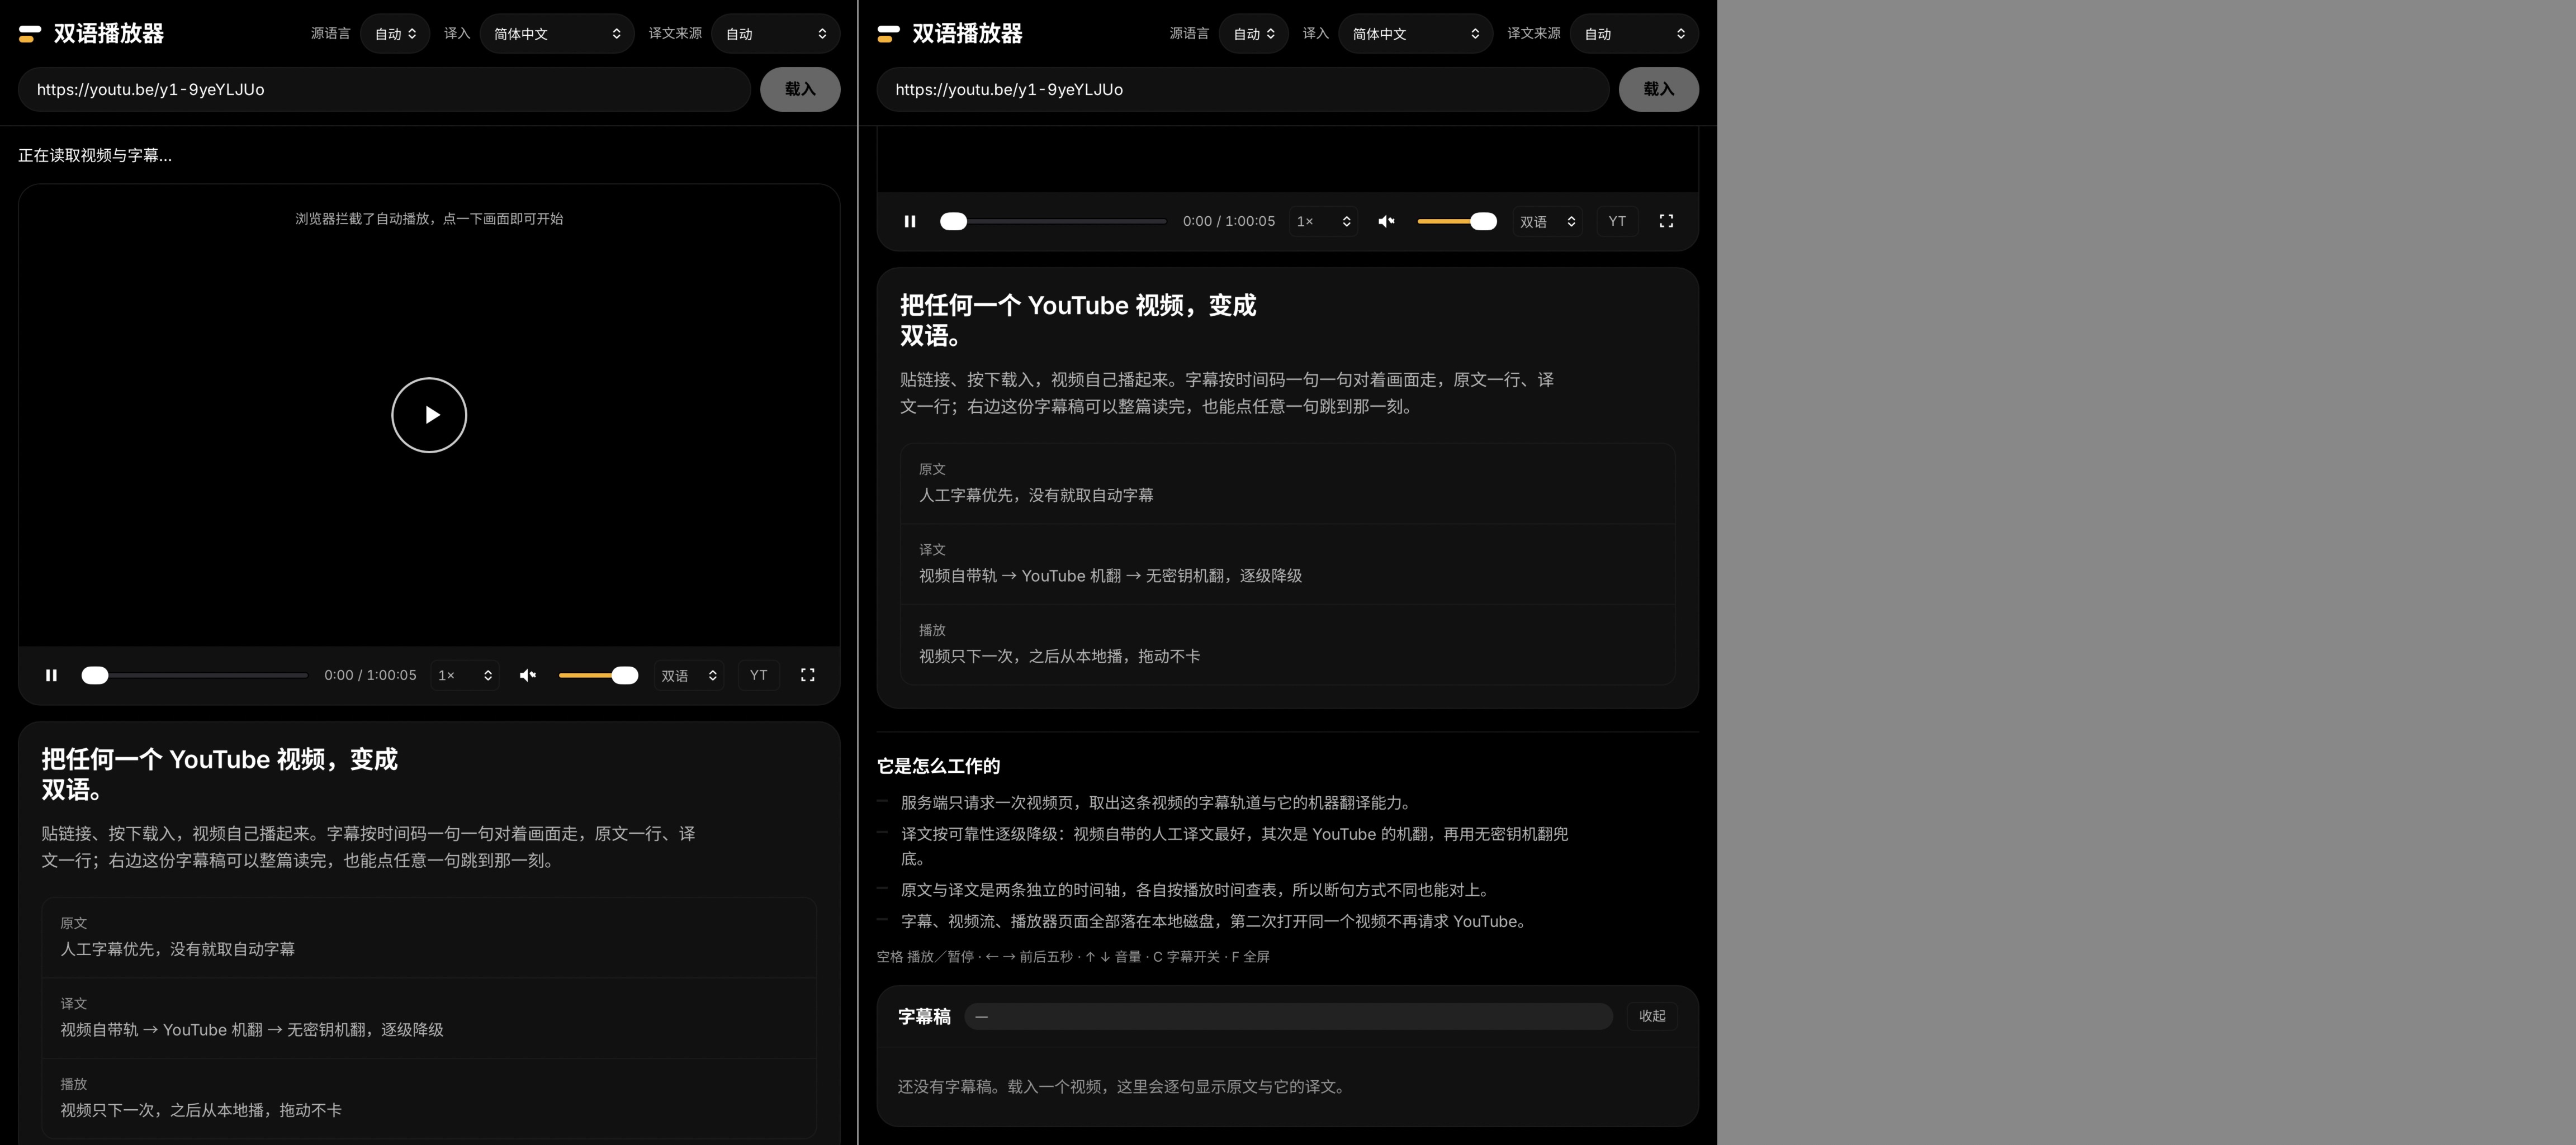 双语播放器
源语言 自动 译入 简体中文 译文来源 自动
https://youtu.be/y1-9yeYLJUo 载入
正在读取视频与字幕...
浏览器拦截了自动播放，点一下画面即可开始
0:00 / 1:00:05 1× 双语 YT
把任何一个 YouTube 视频，变成
双语。
贴链接、按下载入，视频自己播起来。字幕按时间码一句一句对着画面走，原文一行、译
文一行；右边这份字幕稿可以整篇读完，也能点任意一句跳到那一刻。
原文
人工字幕优先，没有就取自动字幕
译文
视频自带轨 → YouTube 机翻 → 无密钥机翻，逐级降级
播放
视频只下一次，之后从本地播，拖动不卡
双语播放器
源语言 自动 译入 简体中文 译文来源 自动
https://youtu.be/y1-9yeYLJUo 载入
0:00 / 1:00:05 1× 双语 YT
把任何一个 YouTube 视频，变成
双语。
贴链接、按下载入，视频自己播起来。字幕按时间码一句一句对着画面走，原文一行、译
文一行；右边这份字幕稿可以整篇读完，也能点任意一句跳到那一刻。
原文
人工字幕优先，没有就取自动字幕
译文
视频自带轨 → YouTube 机翻 → 无密钥机翻，逐级降级
播放
视频只下一次，之后从本地播，拖动不卡
它是怎么工作的
服务端只请求一次视频页，取出这条视频的字幕轨道与它的机器翻译能力。
译文按可靠性逐级降级：视频自带的人工译文最好，其次是 YouTube 的机翻，再用无密钥机翻兜
底。
原文与译文是两条独立的时间轴，各自按播放时间查表，所以断句方式不同也能对上。
字幕、视频流、播放器页面全部落在本地磁盘，第二次打开同一个视频不再请求 YouTube。
空格 播放／暂停 · ← → 前后五秒 · ↑ ↓ 音量 · C 字幕开关 · F 全屏
字幕稿 — 收起
还没有字幕稿。载入一个视频，这里会逐句显示原文与它的译文。